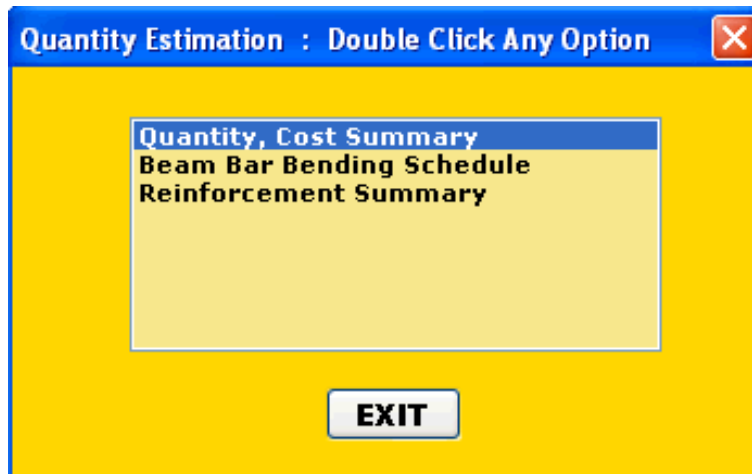 Quantity Estimation : Double Click Any Option
Quantity, Cost Summary
Beam Bar Bending Schedule
Reinforcement Summary
EXIT